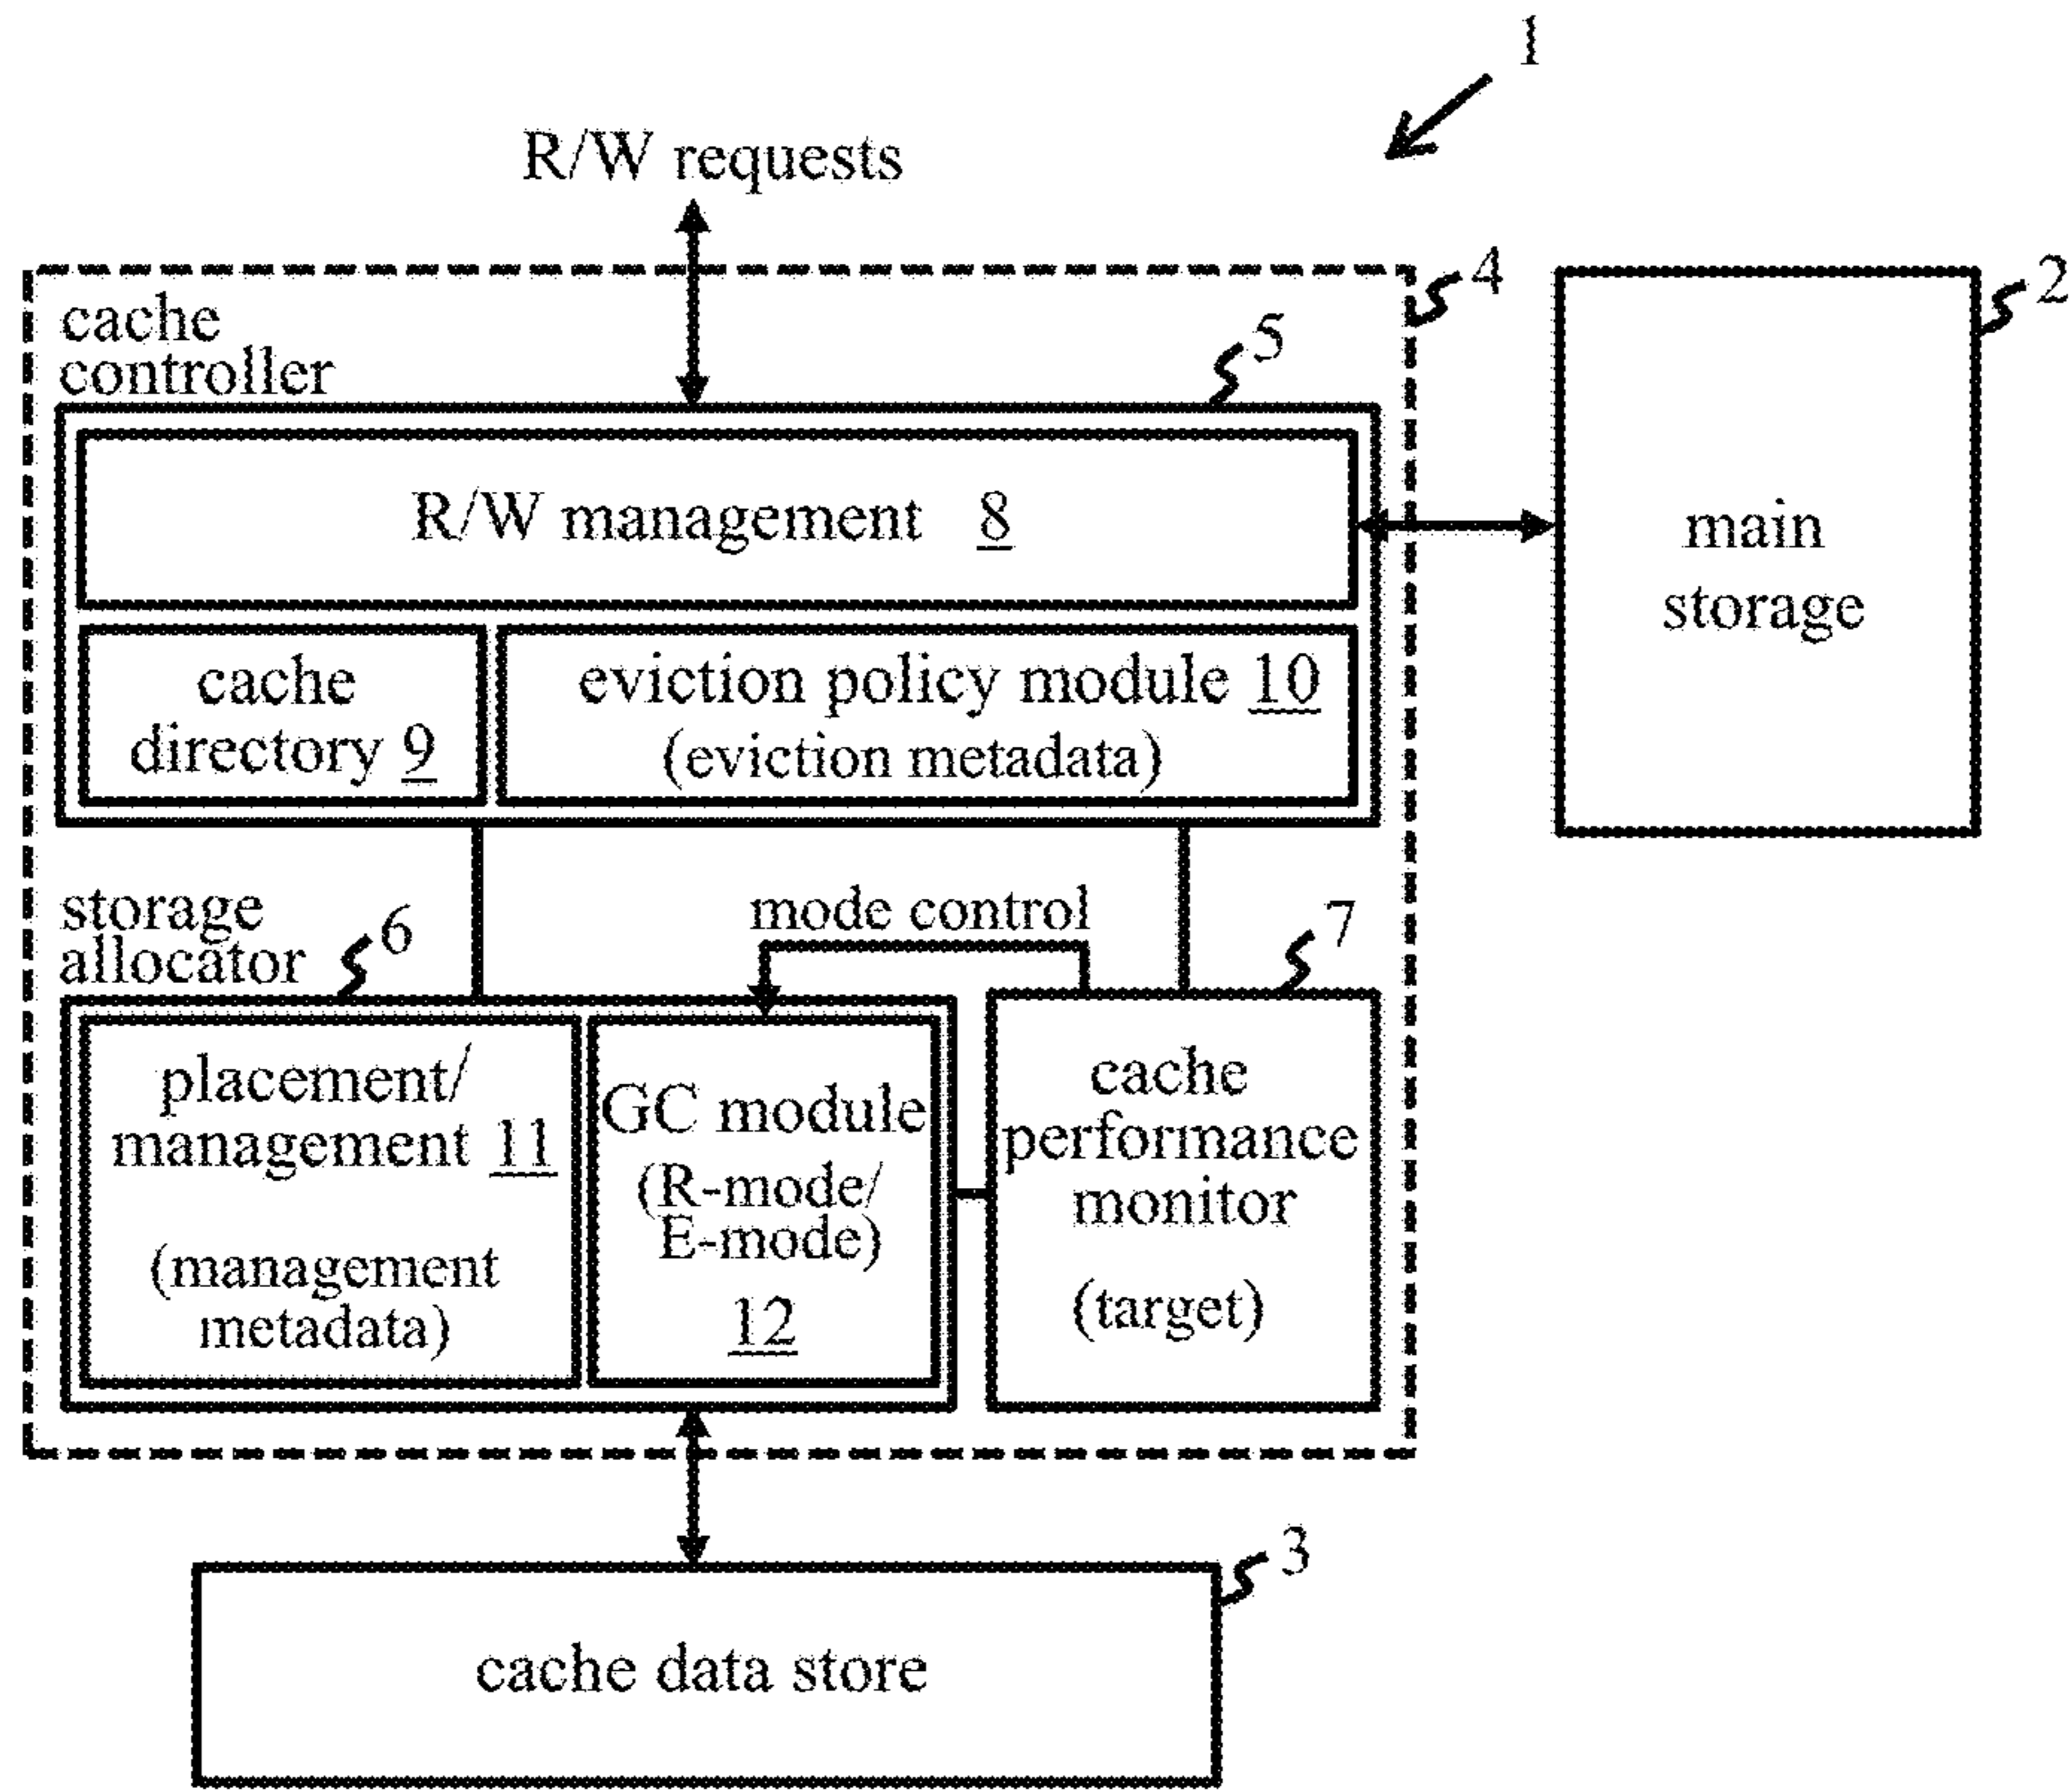 1
R/W requests
4
2
cache
controller
5
R/W management 8
main
storage
cache
directory 9
eviction policy module 10
(eviction metadata)
storage
allocator
6
mode control
7
placement/
management 11
(management
metadata)
GC module
(R-mode/
E-mode)
12
cache
performance
monitor
(target)
3
cache data store